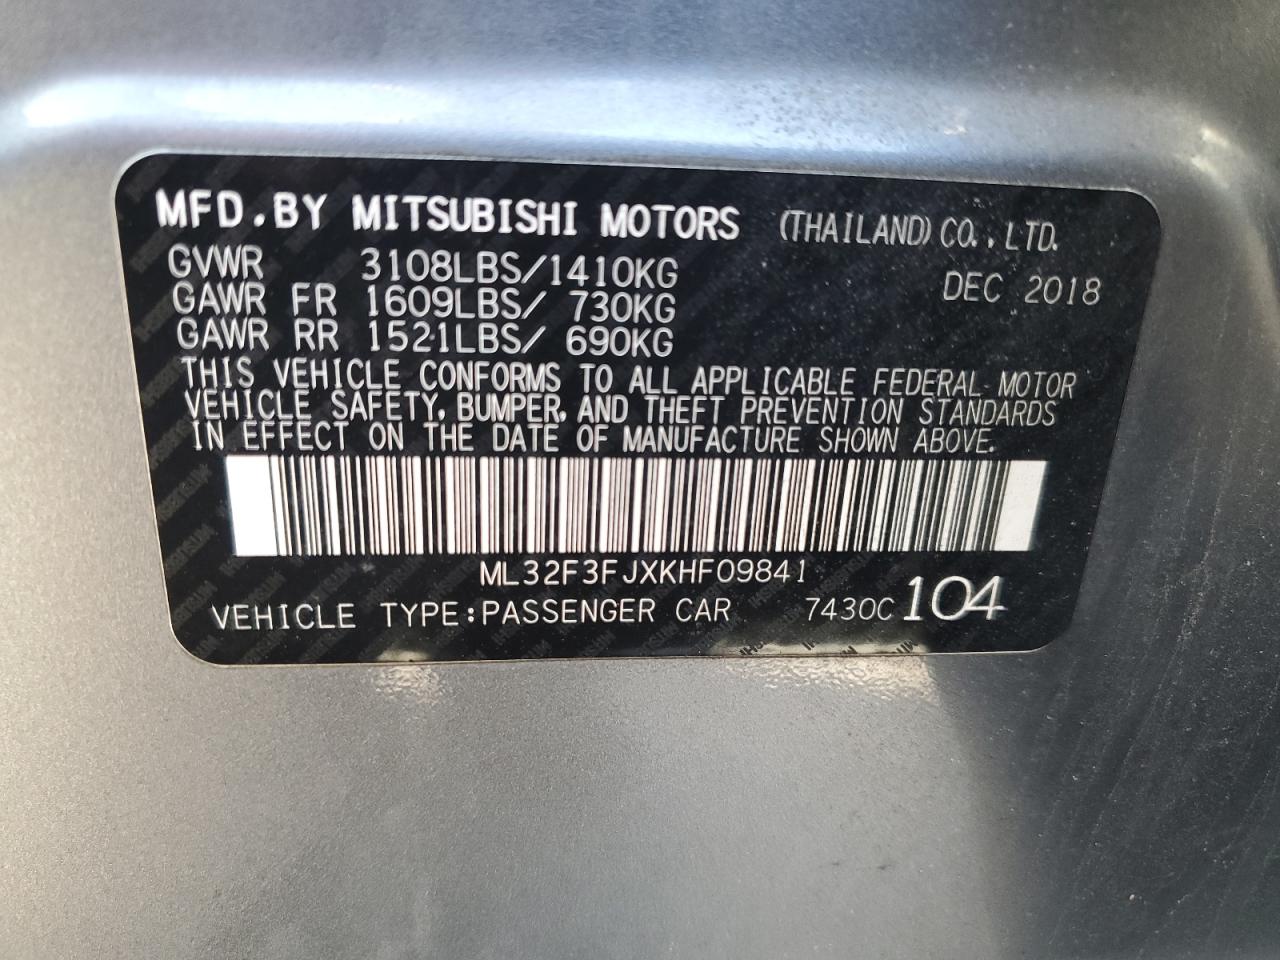 MFD.BY MITSUBISHI MOTORS (THAILAND) CO.,LTD.
GVWR 3108LBS/1410KG DEC 2018
GAWR FR 1609LBS/ 730KG
GAWR RR 1521LBS/ 690KG
THIS VEHICLE CONFORMS TO ALL APPLICABLE FEDERAL MOTOR
VEHICLE SAFETY, BUMPER, AND THEFT PREVENTION STANDARDS
IN EFFECT ON THE DATE OF MANUFACTURE SHOWN ABOVE.
ML32F3FJXKHF09841
VEHICLE TYPE:PASSENGER CAR 7430C 104